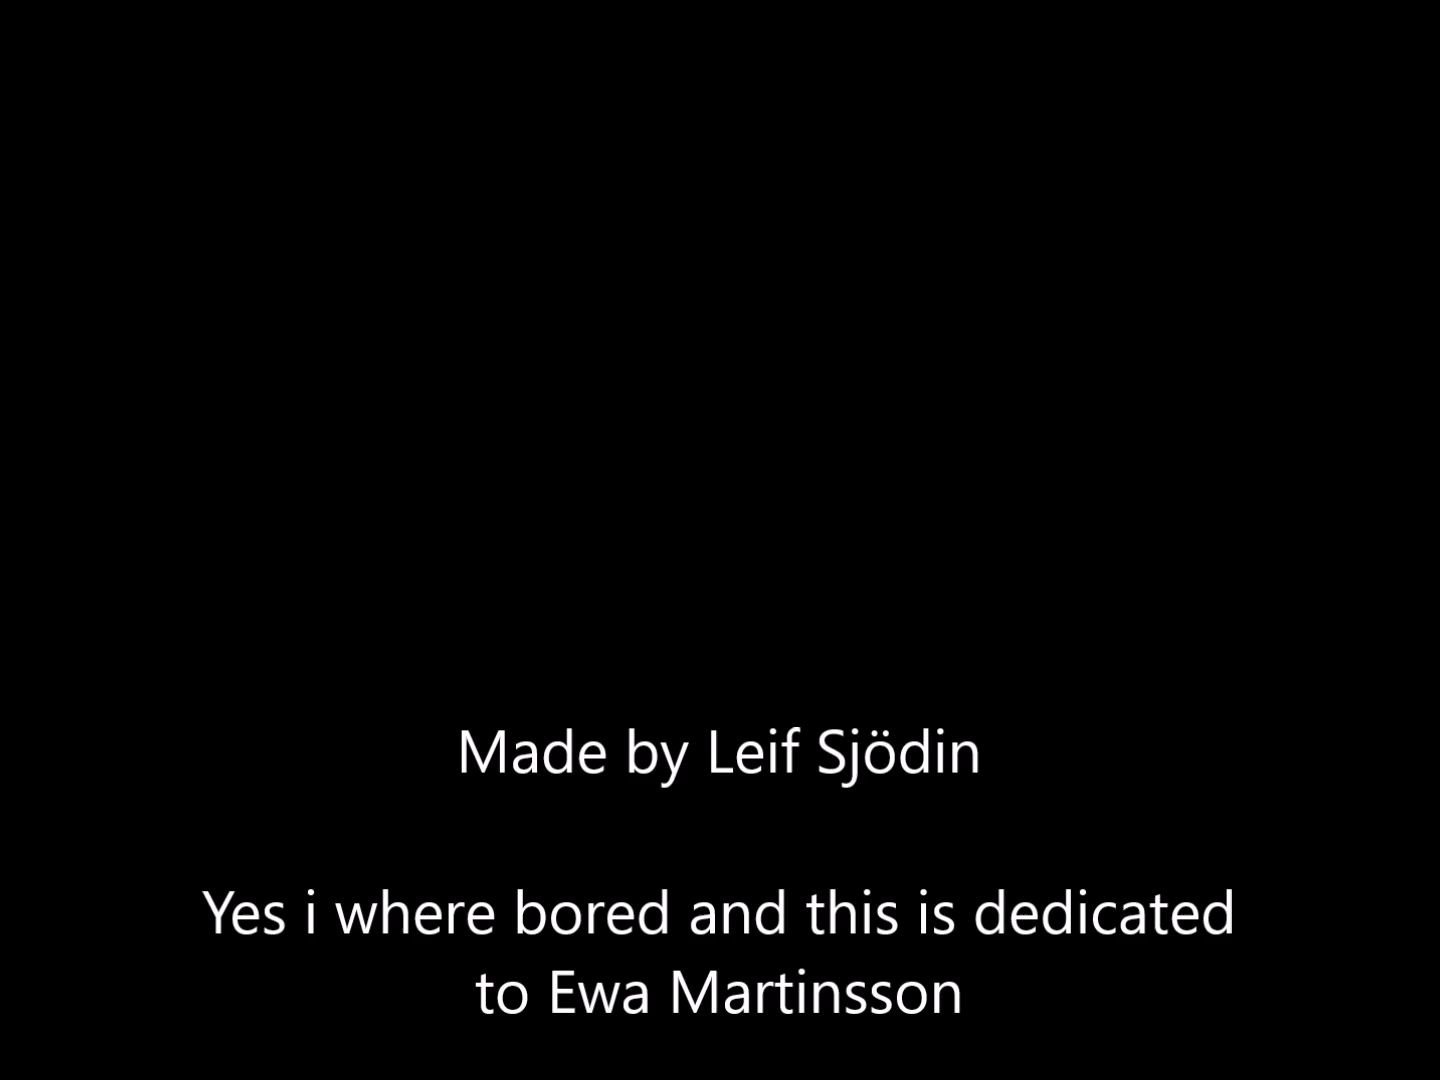 Made by Leif Sjödin
Yes i where bored and this is dedicated
to Ewa Martinsson